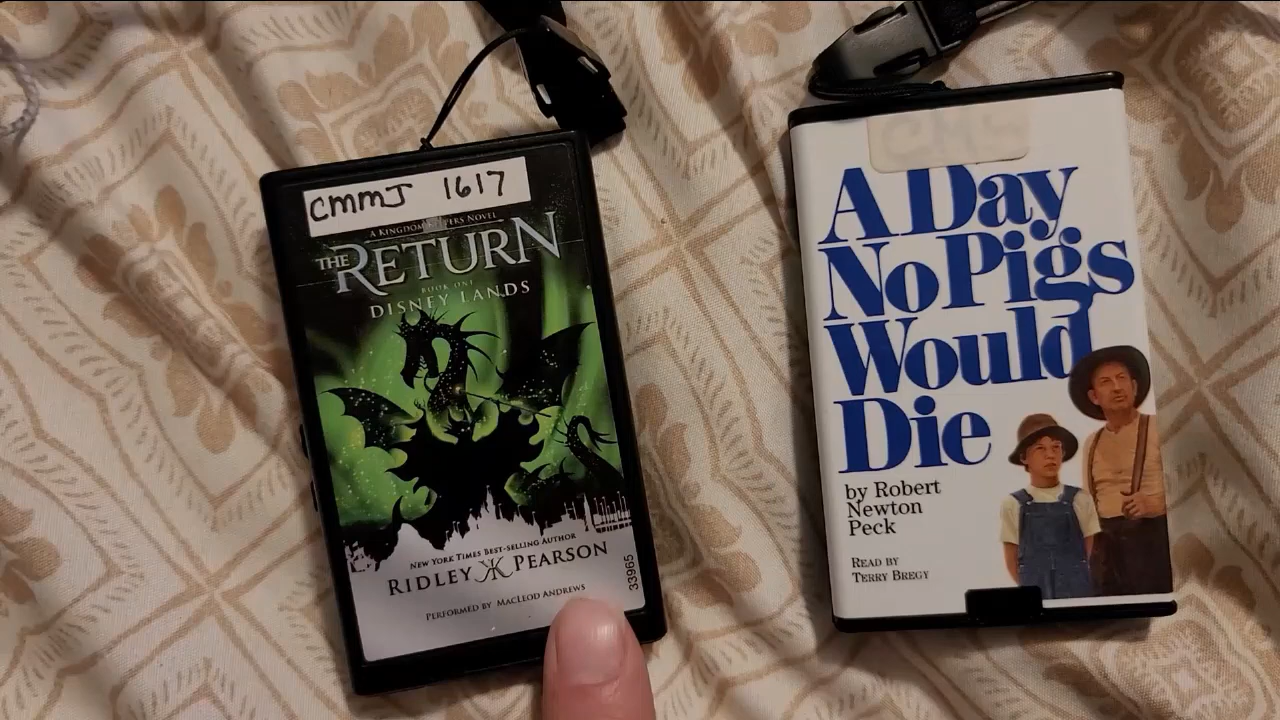 CMMJ 1617
A KINGDOM KEEPERS NOVEL
THE RETURN
BOOK ONE
DISNEY LANDS
NEW YORK TIMES BEST-SELLING AUTHOR
RIDLEY PEARSON
PERFORMED BY MACLEOD ANDREWS
33965
CMS
A Day
No Pigs
Would
Die
by Robert
Newton
Peck
READ BY
TERRY BREGY